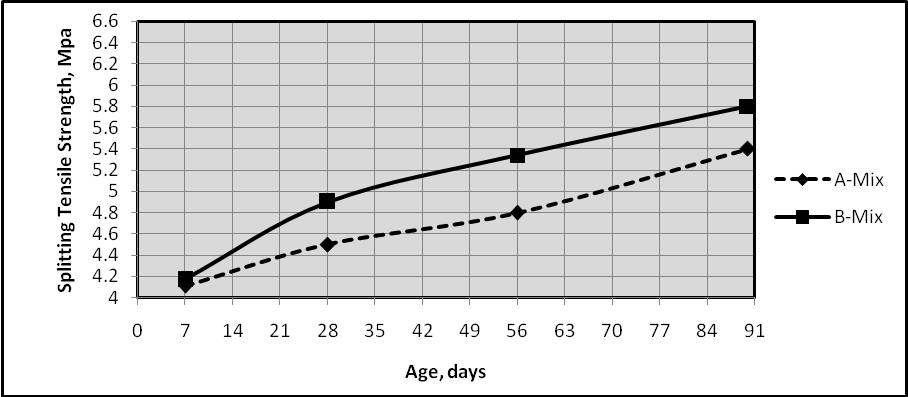 Splitting Tensile Strength, Mpa
6.6
6.4
6.2
6
5.8
5.6
5.4
5.2
5
4.8
4.6
4.4
4.2
4
0 7 14 21 28 35 42 49 56 63 70 77 84 91
Age, days
A-Mix
B-Mix